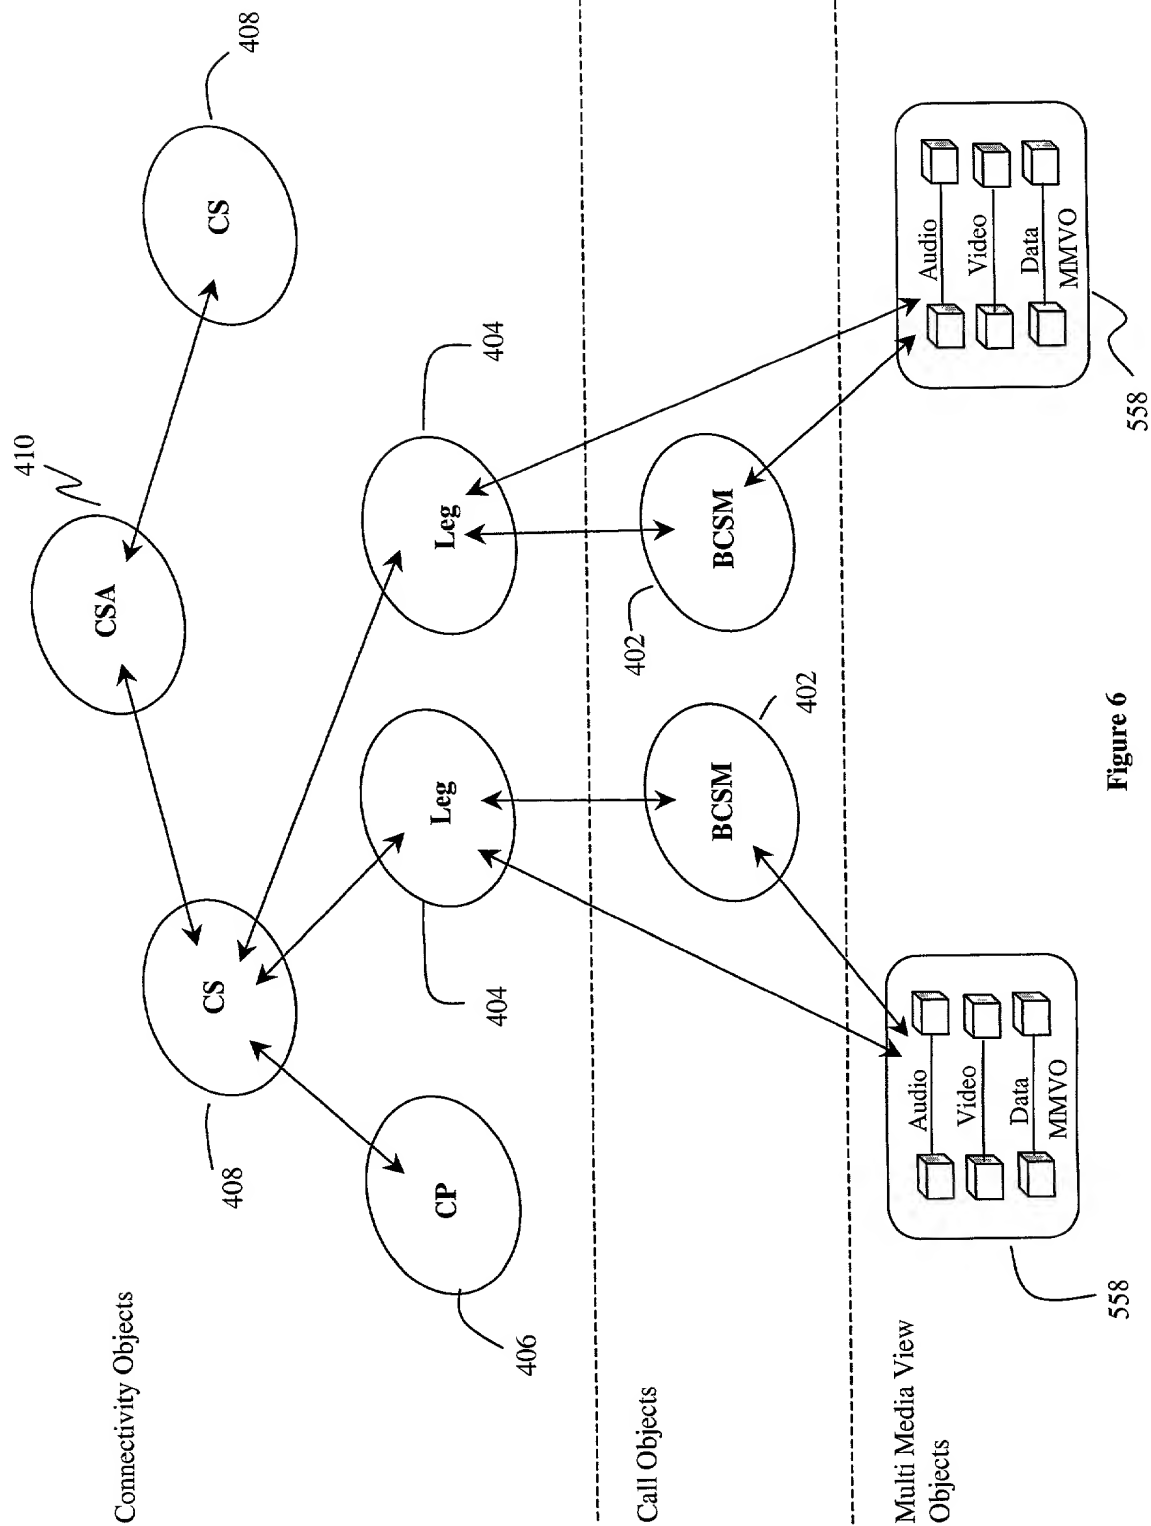 Connectivity Objects
410
CSA
408
CS
CS
408
404
Leg
Leg
404
CP
406
Call Objects
402
BCSM
BCSM
402
Multi Media View
Objects
Audio
Video
Data
MMVO
558
Audio
Video
Data
MMVO
558
Figure 6